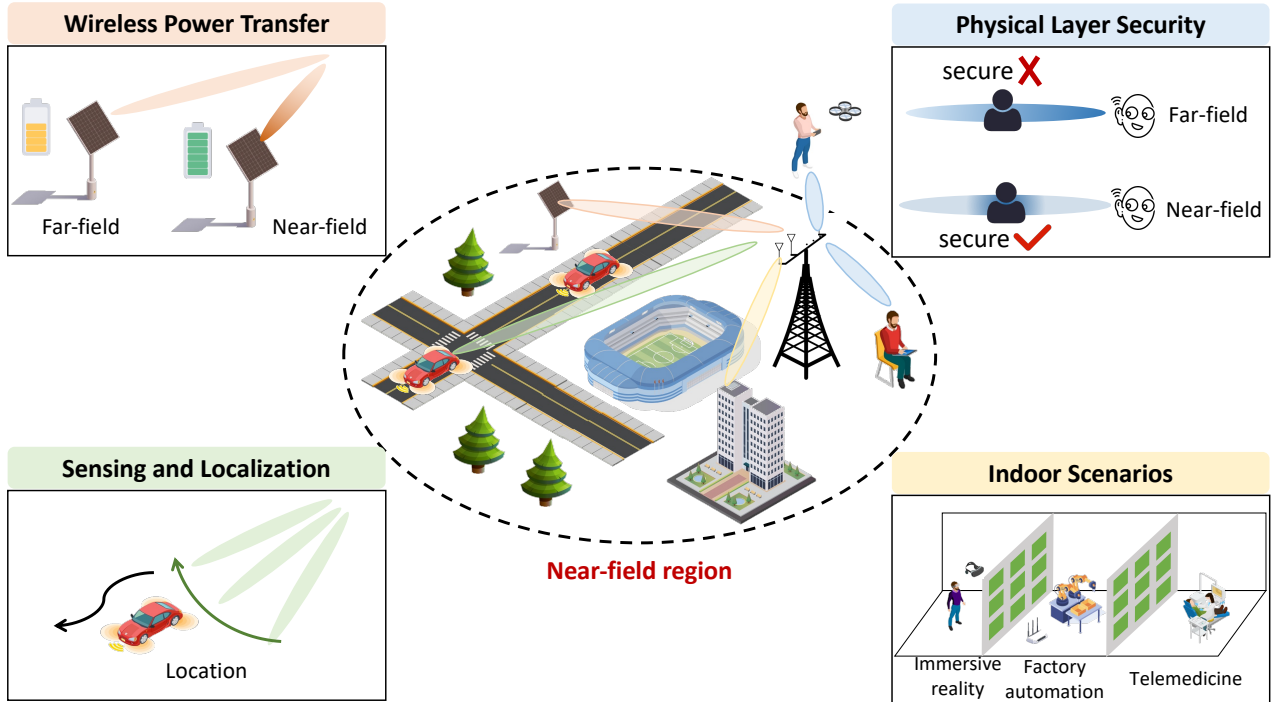 Wireless Power Transfer
Far-field
Near-field
Physical Layer Security
secure
Far-field
Near-field
secure
Near-field region
Sensing and Localization
Location
Indoor Scenarios
Immersive
reality
Factory
automation
Telemedicine